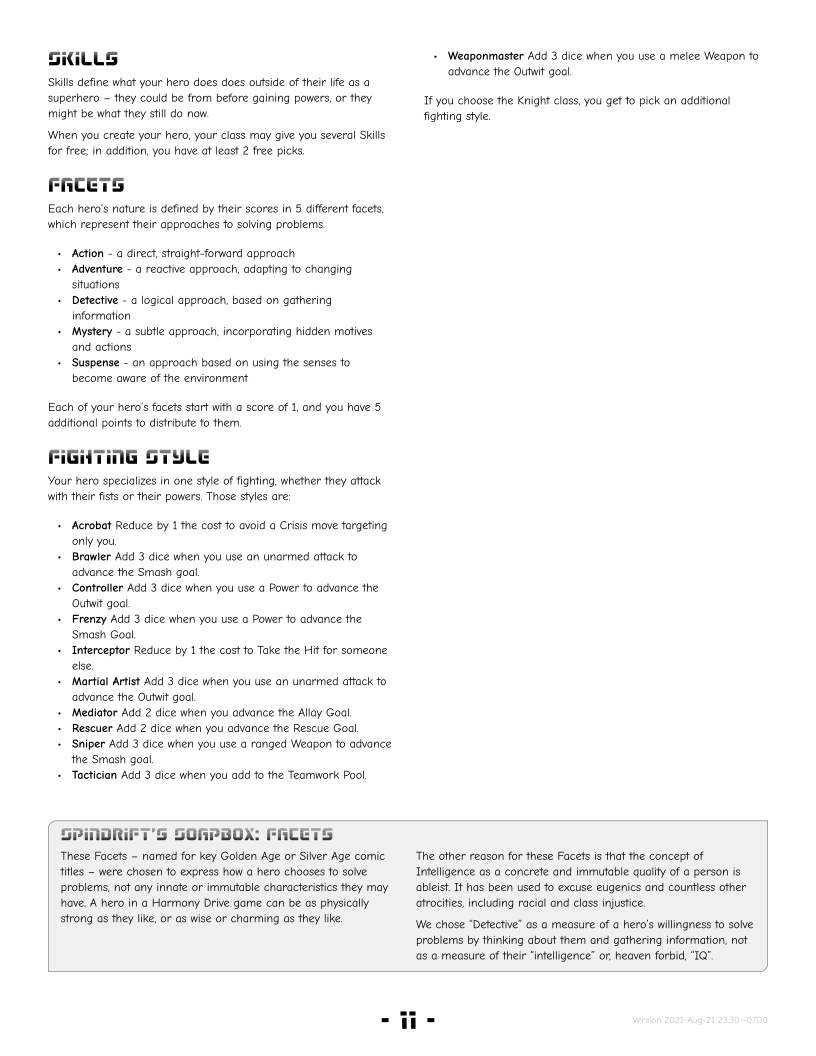 SKILLS
Skills define what your hero does does outside of their life as a
superhero – they could be from before gaining powers, or they
might be what they still do now.
When you create your hero, your class may give you several Skills
for free; in addition, you have at least 2 free picks.
FACETS
Each hero's nature is defined by their scores in 5 different facets,
which represent their approaches to solving problems.
• Action - a direct, straight-forward approach
• Adventure - a reactive approach, adapting to changing
situations
• Detective - a logical approach, based on gathering
information
• Mystery - a subtle approach, incorporating hidden motives
and actions
• Suspense - an approach based on using the senses to
become aware of the environment
Each of your hero's facets start with a score of 1, and you have 5
additional points to distribute to them.
FIGHTING STYLE
Your hero specializes in one style of fighting, whether they attack
with their fists or their powers. Those styles are:
• Acrobat Reduce by 1 the cost to avoid a Crisis move targeting
only you.
• Brawler Add 3 dice when you use an unarmed attack to
advance the Smash goal.
• Controller Add 3 dice when you use a Power to advance the
Outwit goal.
• Frenzy Add 3 dice when you use a Power to advance the
Smash Goal.
• Interceptor Reduce by 1 the cost to Take the Hit for someone
else.
• Martial Artist Add 3 dice when you use an unarmed attack to
advance the Outwit goal.
• Mediator Add 2 dice when you advance the Allay Goal.
• Rescuer Add 2 dice when you advance the Rescue Goal.
• Sniper Add 3 dice when you use a ranged Weapon to advance
the Smash goal.
• Tactician Add 3 dice when you add to the Teamwork Pool.
• Weaponmaster Add 3 dice when you use a melee Weapon to
advance the Outwit goal.
If you choose the Knight class, you get to pick an additional
fighting style.
SPINDRIFT'S SOAPBOX: FACETS
These Facets – named for key Golden Age or Silver Age comic
titles – were chosen to express how a hero chooses to solve
problems, not any innate or immutable characteristics they may
have. A hero in a Harmony Drive game can be as physically
strong as they like, or as wise or charming as they like.
The other reason for these Facets is that the concept of
Intelligence as a concrete and immutable quality of a person is
ableist. It has been used to excuse eugenics and countless other
atrocities, including racial and class injustice.
We chose "Detective" as a measure of a hero's willingness to solve
problems by thinking about them and gathering information, not
as a measure of their "intelligence" or, heaven forbid, "IQ".
- ii -
Version 2021-Aug-21 23:30 -0700